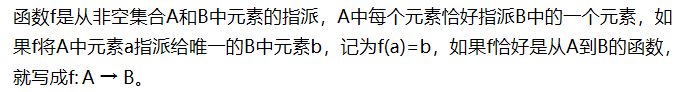 函数f是从非空集合A和B中元素的指派，A中每个元素恰好指派B中的一个元素，如
果f将A中元素a指派给唯一的B中元素b，记为f(a)=b，如果f恰好是从A到B的函数，
就写成f: A → B。